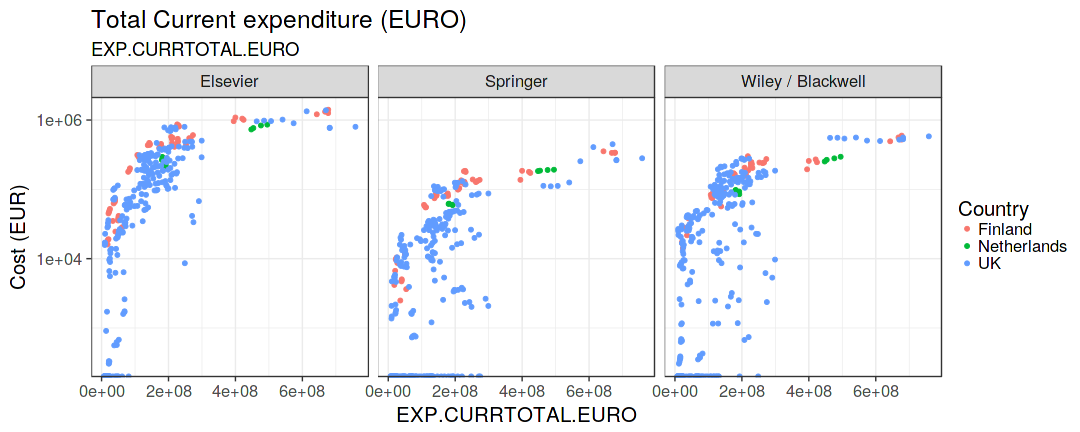 Total Current expenditure (EURO)
EXP.CURRTOTAL.EURO
Elsevier
Springer
Wiley / Blackwell
Cost (EUR)
1e+06
1e+04
0e+00 2e+08 4e+08 6e+08
0e+00 2e+08 4e+08 6e+08
0e+00 2e+08 4e+08 6e+08
EXP.CURRTOTAL.EURO
Country
Finland
Netherlands
UK